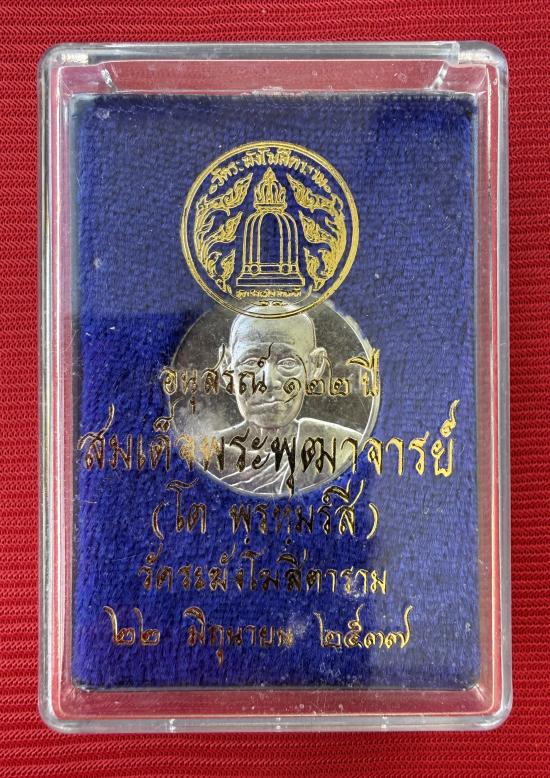 วัดระฆังโฆสิตาราม
อนุสรณ์ ๑๒๒ ปี
สมเด็จพระพุฒาจารย์
(โต พฺรหฺมรํสี)
วัดระฆังโฆสิตาราม
๒๒ มิถุนายน ๒๕๓๗